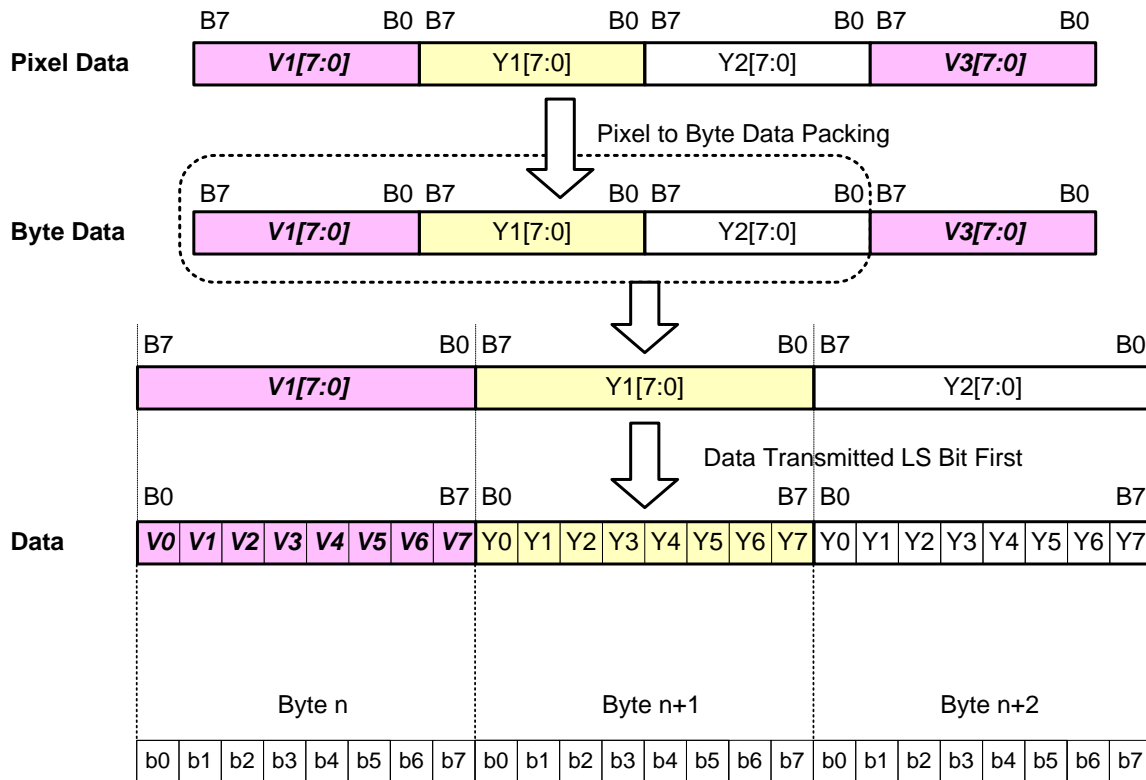 B7 B0 B7 B0 B7 B0 B7 B0
Pixel Data V1[7:0] Y1[7:0] Y2[7:0] V3[7:0]
Pixel to Byte Data Packing
B7 B0 B7 B0 B7 B0 B7 B0
Byte Data V1[7:0] Y1[7:0] Y2[7:0] V3[7:0]
B7 B0 B7 B0 B7 B0
V1[7:0] Y1[7:0] Y2[7:0]
Data Transmitted LS Bit First
B0 B7 B0 B7 B0 B7
Data V0 V1 V2 V3 V4 V5 V6 V7 Y0 Y1 Y2 Y3 Y4 Y5 Y6 Y7 Y0 Y1 Y2 Y3 Y4 Y5 Y6 Y7
Byte n Byte n+1 Byte n+2
b0 b1 b2 b3 b4 b5 b6 b7 b0 b1 b2 b3 b4 b5 b6 b7 b0 b1 b2 b3 b4 b5 b6 b7